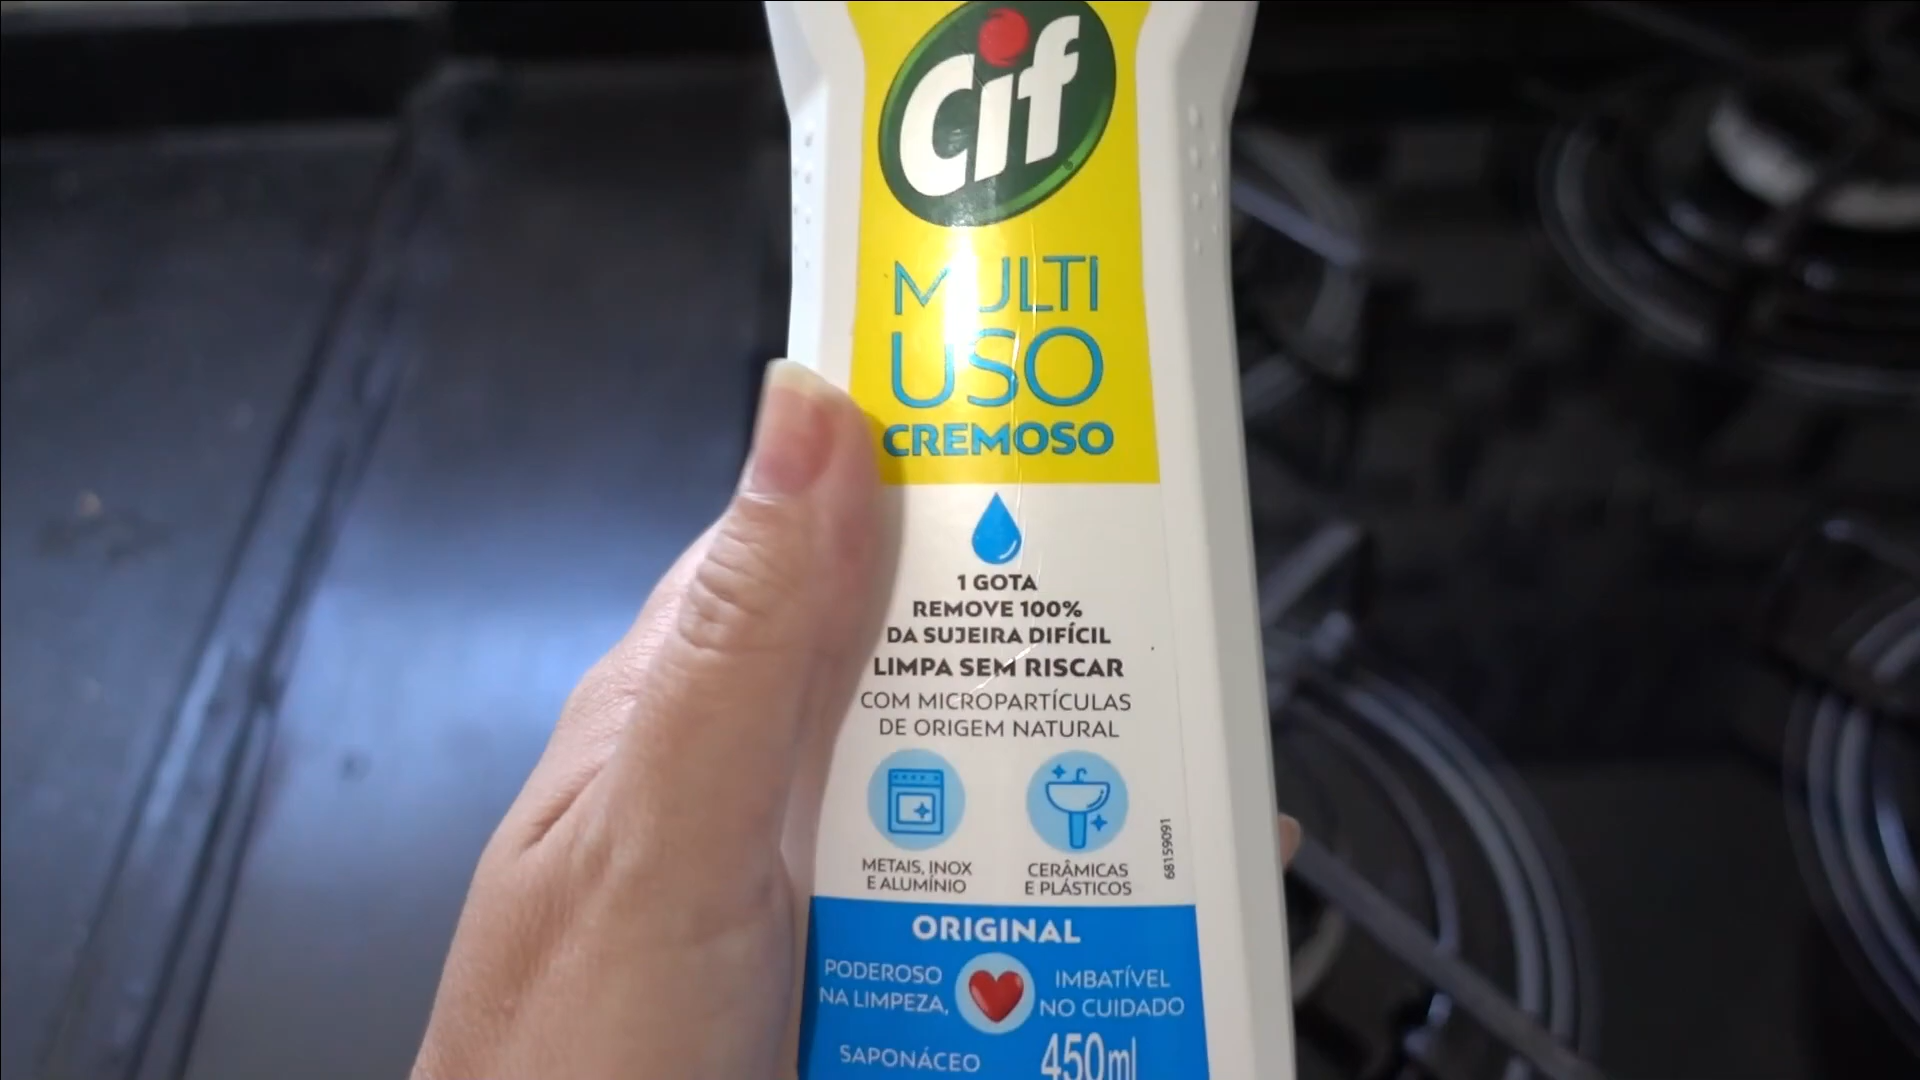 Cif
MULTI
USO
CREMOSO
1 GOTA
REMOVE 100%
DA SUJEIRA DIFÍCIL
LIMPA SEM RISCAR
COM MICROPARTÍCULAS
DE ORIGEM NATURAL
METAIS, INOX
E ALUMÍNIO
CERÂMICAS
E PLÁSTICOS
68159091
ORIGINAL
PODEROSO
NA LIMPEZA,
IMBATÍVEL
NO CUIDADO
SAPONÁCEO
450ml